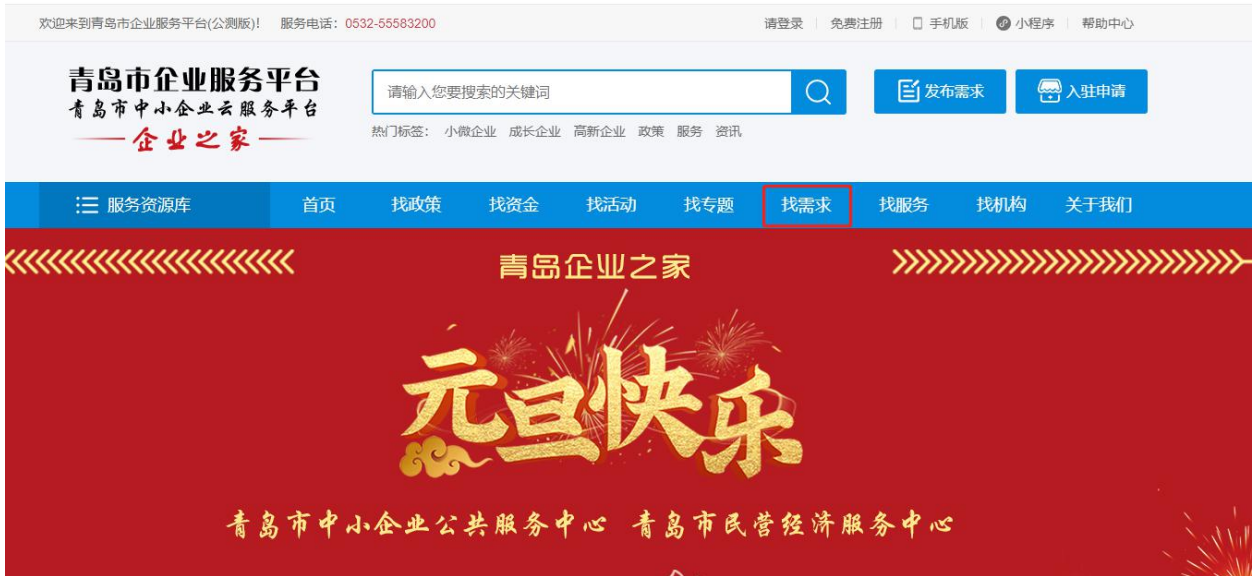 欢迎来到青岛市企业服务平台(公测版)! 服务电话：0532-55583200 请登录 免费注册 手机版 小程序 帮助中心
青岛市企业服务平台
青岛市中小企业云服务平台
企业之家
请输入您要搜索的关键词
发布需求 入驻申请
热门标签： 小微企业 成长企业 高新企业 政策 服务 资讯
服务资源库 首页 找政策 找资金 找活动 找专题 找需求 找服务 找机构 关于我们
青岛企业之家
元旦快乐
青岛市中小企业公共服务中心 青岛市民营经济服务中心